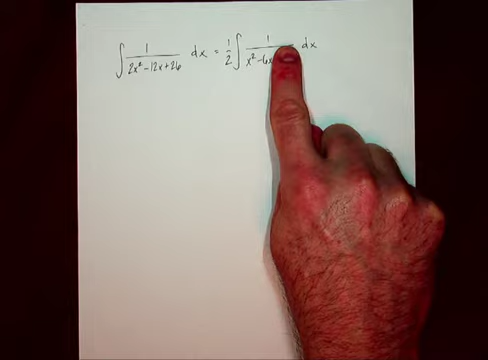 ∫ 1/(2x² - 12x + 26) dx = 1/2 ∫ 1/(x² - 6x dx